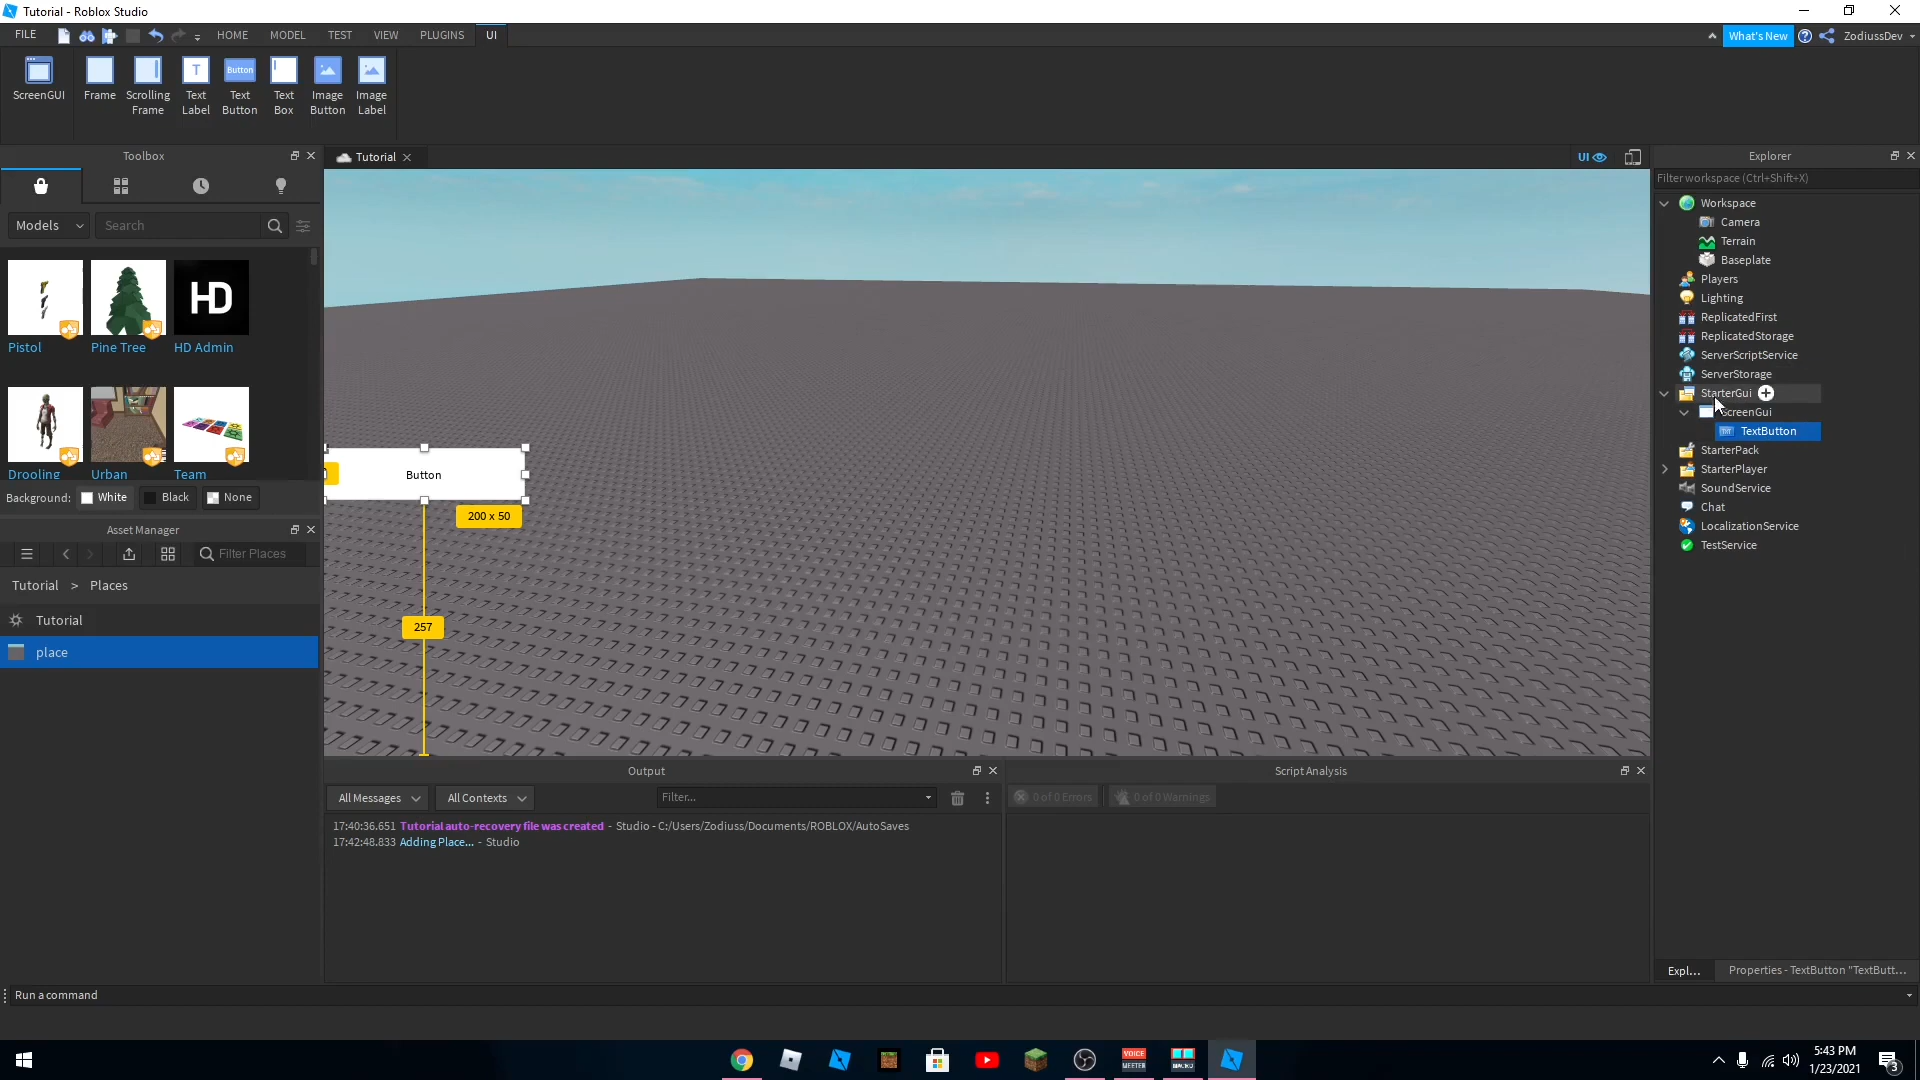 Tutorial - Roblox Studio
FILE HOME MODEL TEST VIEW PLUGINS UI What's New ZodiussDev
ScreenGUI Frame Scrolling Frame Text Label Text Button Text Box Image Button Image Label
Button
Toolbox
Tutorial
UI
Explorer
Filter workspace (Ctrl+Shift+X)
Models Search
Pistol Pine Tree HD Admin
HD
Drooling Urban Team
Background: White Black None
Asset Manager
Filter Places
Tutorial > Places
Tutorial
place
Button
200 x 50
257
Workspace
Camera
Terrain
Baseplate
Players
Lighting
ReplicatedFirst
ReplicatedStorage
ServerScriptService
ServerStorage
StarterGui
ScreenGui
TextButton
StarterPack
StarterPlayer
SoundService
Chat
LocalizationService
TestService
Output
All Messages All Contexts Filter...
17:40:36.651 Tutorial auto-recovery file was created - Studio - C:/Users/Zodiuss/Documents/ROBLOX/AutoSaves
17:42:48.833 Adding Place... - Studio
Script Analysis
0 of 0 Errors 0 of 0 Warnings
Expl... Properties - TextButton "TextButt...
Run a command
VOICE MEETER
MACRO
5:43 PM
1/23/2021
3